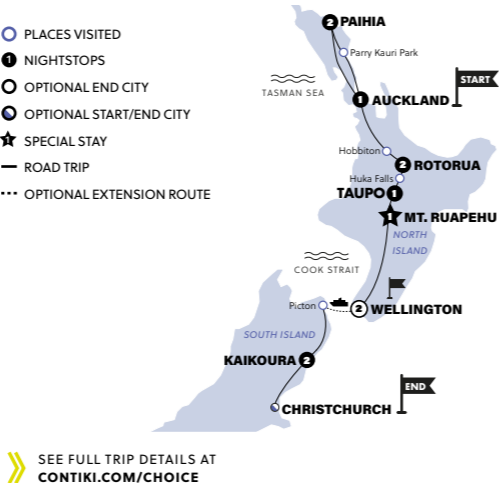 PLACES VISITED
1 NIGHTSTOPS
OPTIONAL END CITY
OPTIONAL START/END CITY
1 SPECIAL STAY
ROAD TRIP
OPTIONAL EXTENSION ROUTE
2 PAIHIA
Parry Kauri Park
TASMAN SEA
START
1 AUCKLAND
Hobbiton
2 ROTORUA
Huka Falls
TAUPO 1
1 MT. RUAPEHU
NORTH
ISLAND
COOK STRAIT
Picton
2 WELLINGTON
SOUTH ISLAND
KAIKOURA 2
END
CHRISTCHURCH
SEE FULL TRIP DETAILS AT
CONTIKI.COM/CHOICE